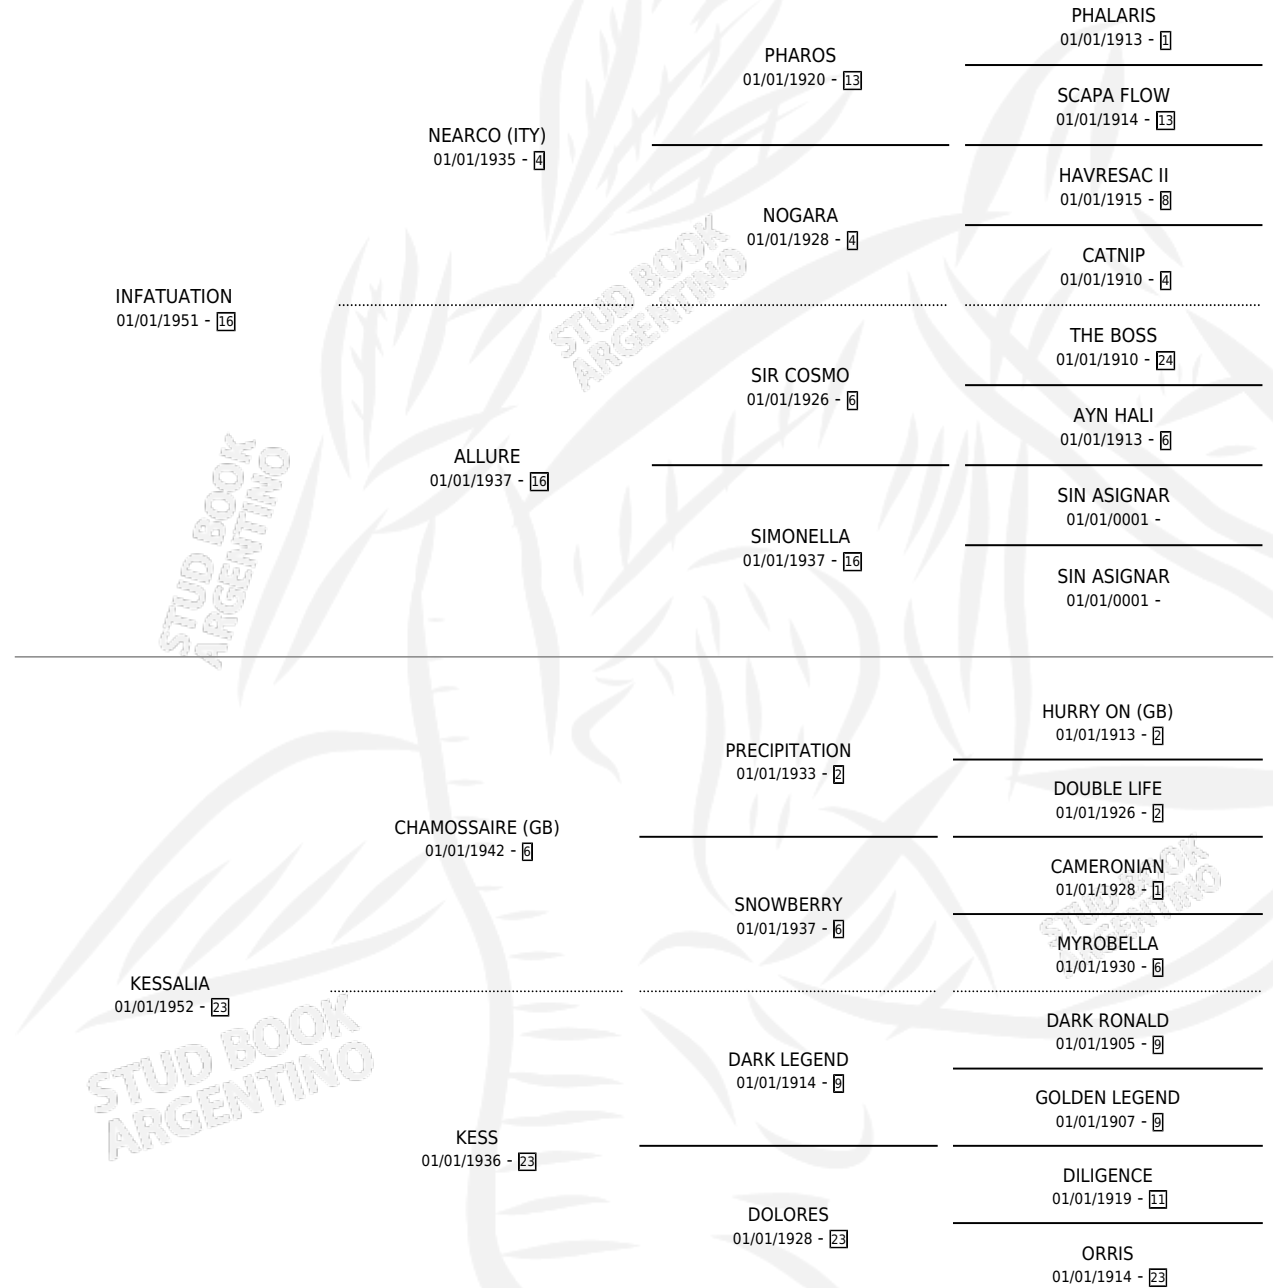 PHALARIS
01/01/1913 - 1
PHAROS
01/01/1920 - 13
SCAPA FLOW
01/01/1914 - 13
NEARCO (ITY)
01/01/1935 - 4
HAVRESAC II
01/01/1915 - 8
NOGARA
01/01/1928 - 4
CATNIP
01/01/1910 - 4
INFATUATION
01/01/1951 - 16
STUD BOOK
ARGENTINO
THE BOSS
01/01/1910 - 24
SIR COSMO
01/01/1926 - 6
AYN HALI
01/01/1913 - 6
ALLURE
01/01/1937 - 16
SIN ASIGNAR
01/01/0001 -
SIMONELLA
01/01/1937 - 16
SIN ASIGNAR
01/01/0001 -
STUD BOOK
ARGENTINO
HURRY ON (GB)
01/01/1913 - 2
PRECIPITATION
01/01/1933 - 2
DOUBLE LIFE
01/01/1926 - 2
CHAMOSSAIRE (GB)
01/01/1942 - 6
CAMERONIAN
01/01/1928 - 1
SNOWBERRY
01/01/1937 - 6
STUD BOOK
ARGENTINO
MYROBELLA
01/01/1930 - 6
KESSALIA
01/01/1952 - 23
DARK RONALD
01/01/1905 - 9
STUD BOOK
ARGENTINO
DARK LEGEND
01/01/1914 - 9
GOLDEN LEGEND
01/01/1907 - 9
KESS
01/01/1936 - 23
DILIGENCE
01/01/1919 - 11
DOLORES
01/01/1928 - 23
ORRIS
01/01/1914 - 23